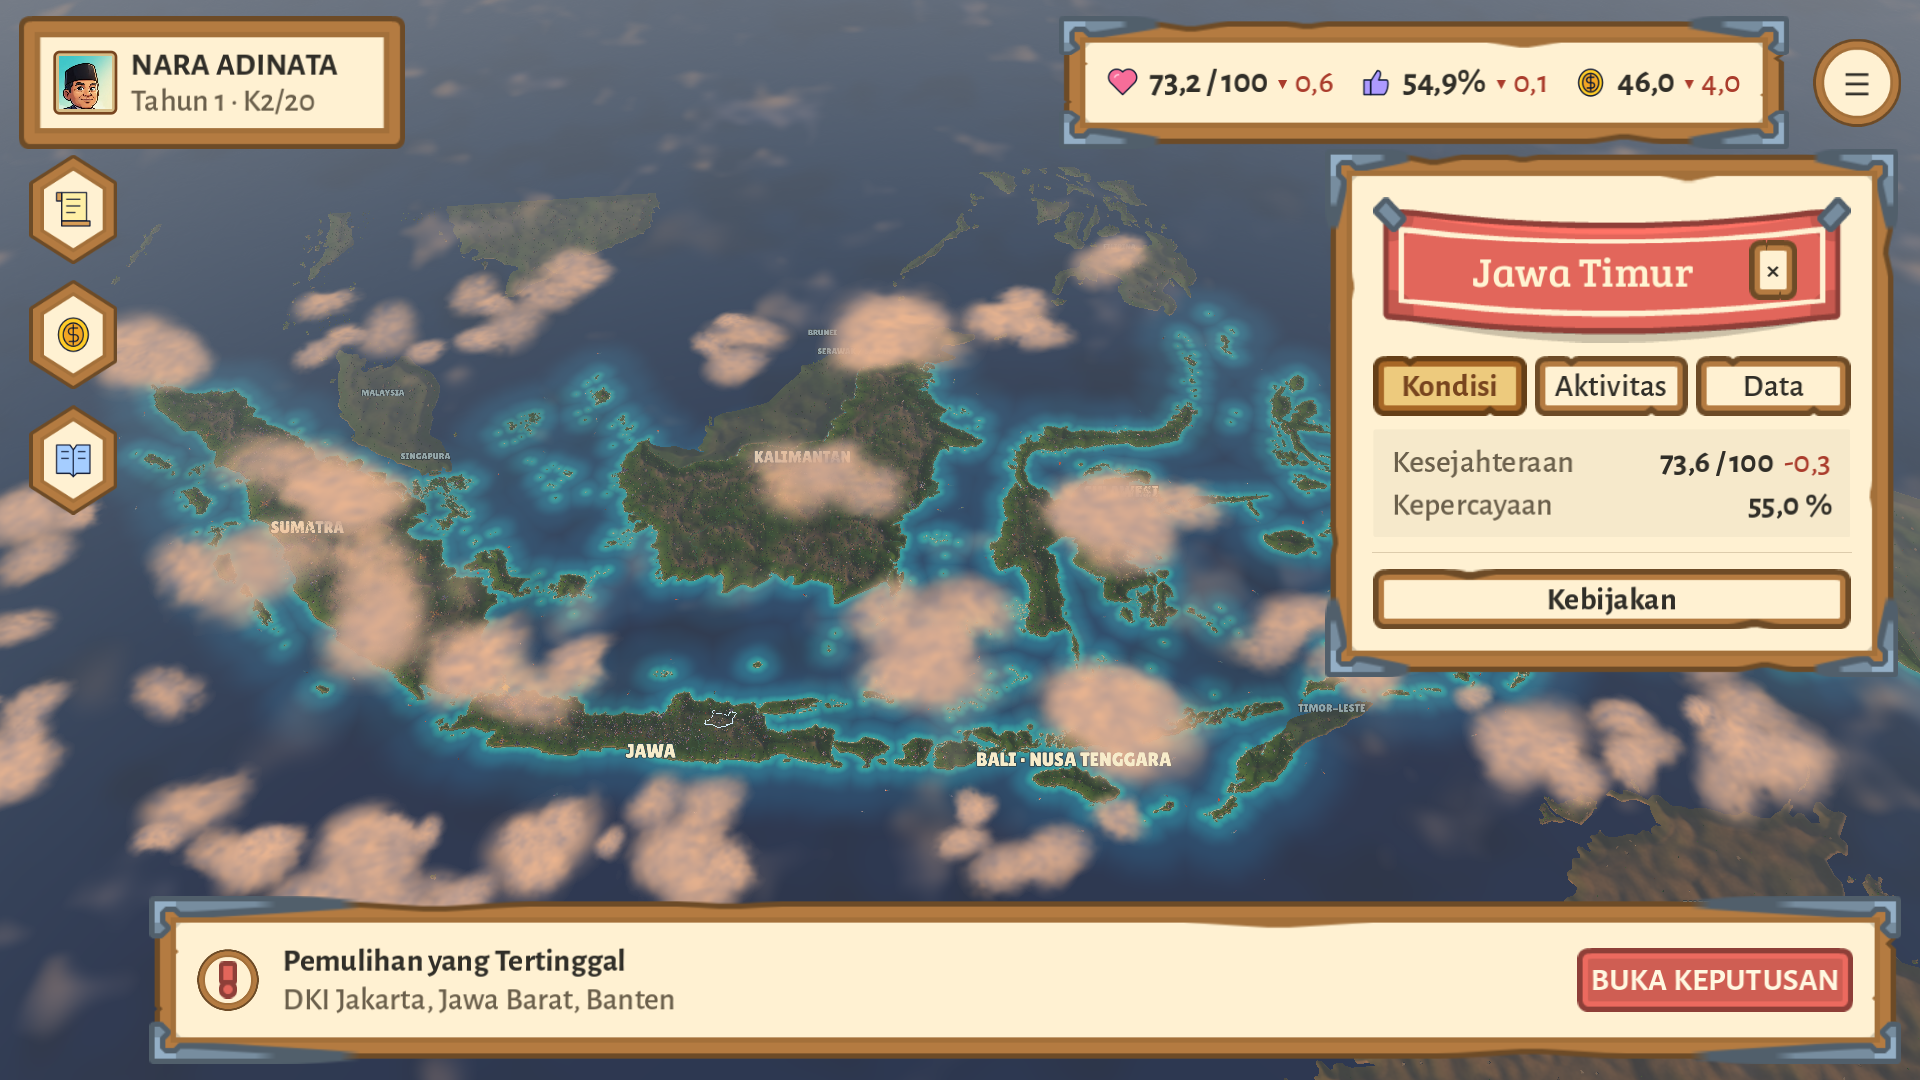 NARA ADINATA
Tahun 1 · K2/20
73,2 / 100 ▼ 0,6 54,9% ▼ 0,1 46,0 ▼ 4,0
Jawa Timur
×
Kondisi Aktivitas Data
Kesejahteraan 73,6 / 100 -0,3
Kepercayaan 55,0 %
Kebijakan
BRUNEI
MALAYSIA
SINGAPURA
KALIMANTAN
SUMATRA
TIMOR-LESTE
JAWA
BALI · NUSA TENGGARA
Pemulihan yang Tertinggal
DKI Jakarta, Jawa Barat, Banten
BUKA KEPUTUSAN